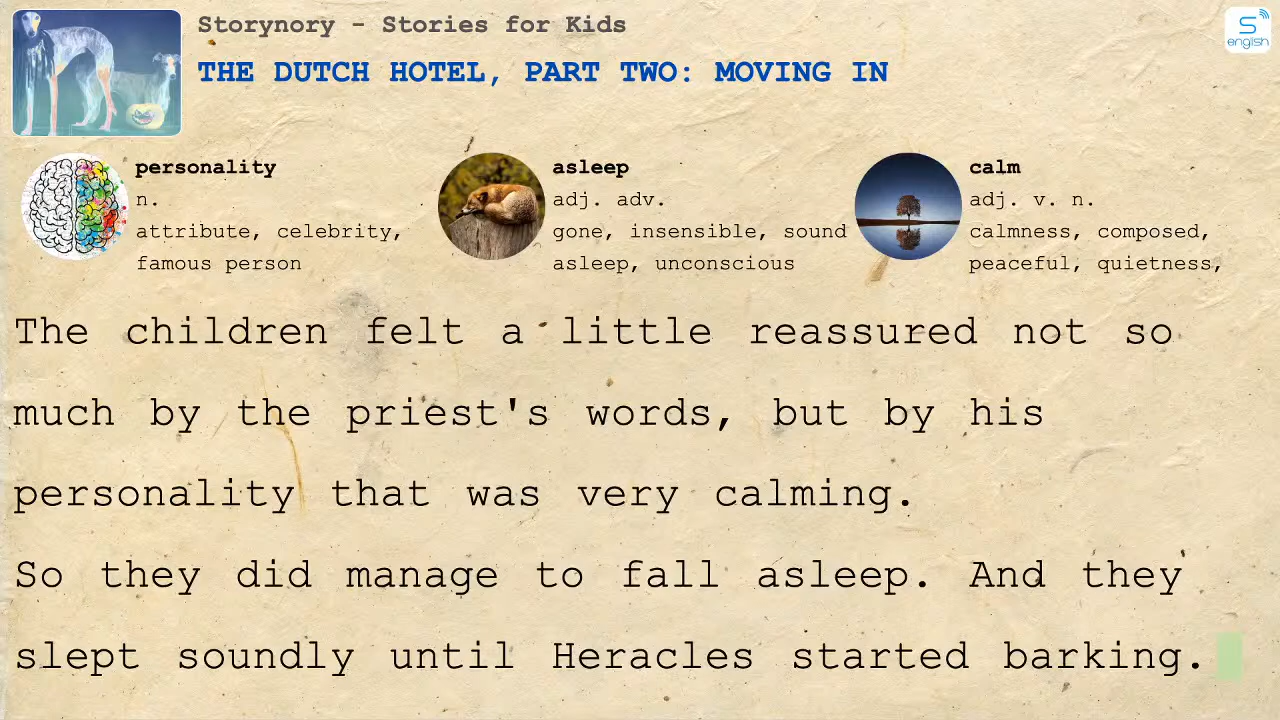 Storynory - Stories for Kids
THE DUTCH HOTEL, PART TWO: MOVING IN
S
english
personality
n.
attribute, celebrity,
famous person
asleep
adj. adv.
gone, insensible, sound
asleep, unconscious
calm
adj. v. n.
calmness, composed,
peaceful, quietness,
The children felt a little reassured not so
much by the priest's words, but by his
personality that was very calming.
So they did manage to fall asleep. And they
slept soundly until Heracles started barking.